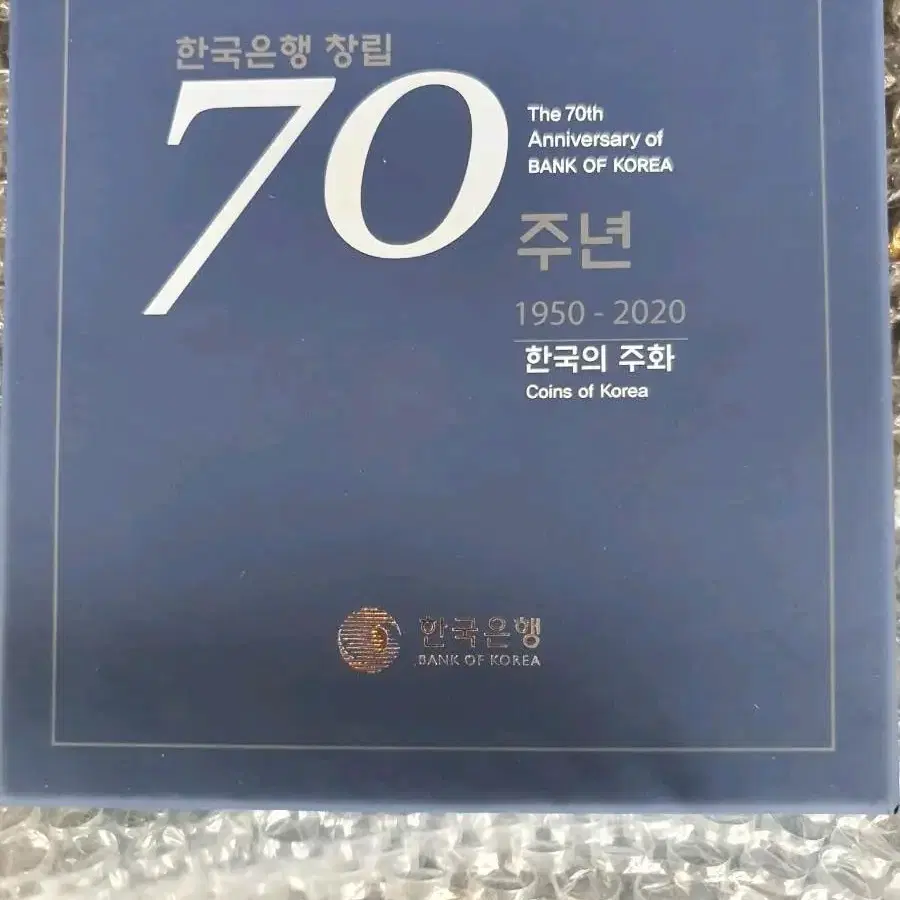 한국은행 창립
70
The 70th
Anniversary of
BANK OF KOREA
주년
1950 - 2020
한국의 주화
Coins of Korea
한국은행
BANK OF KOREA